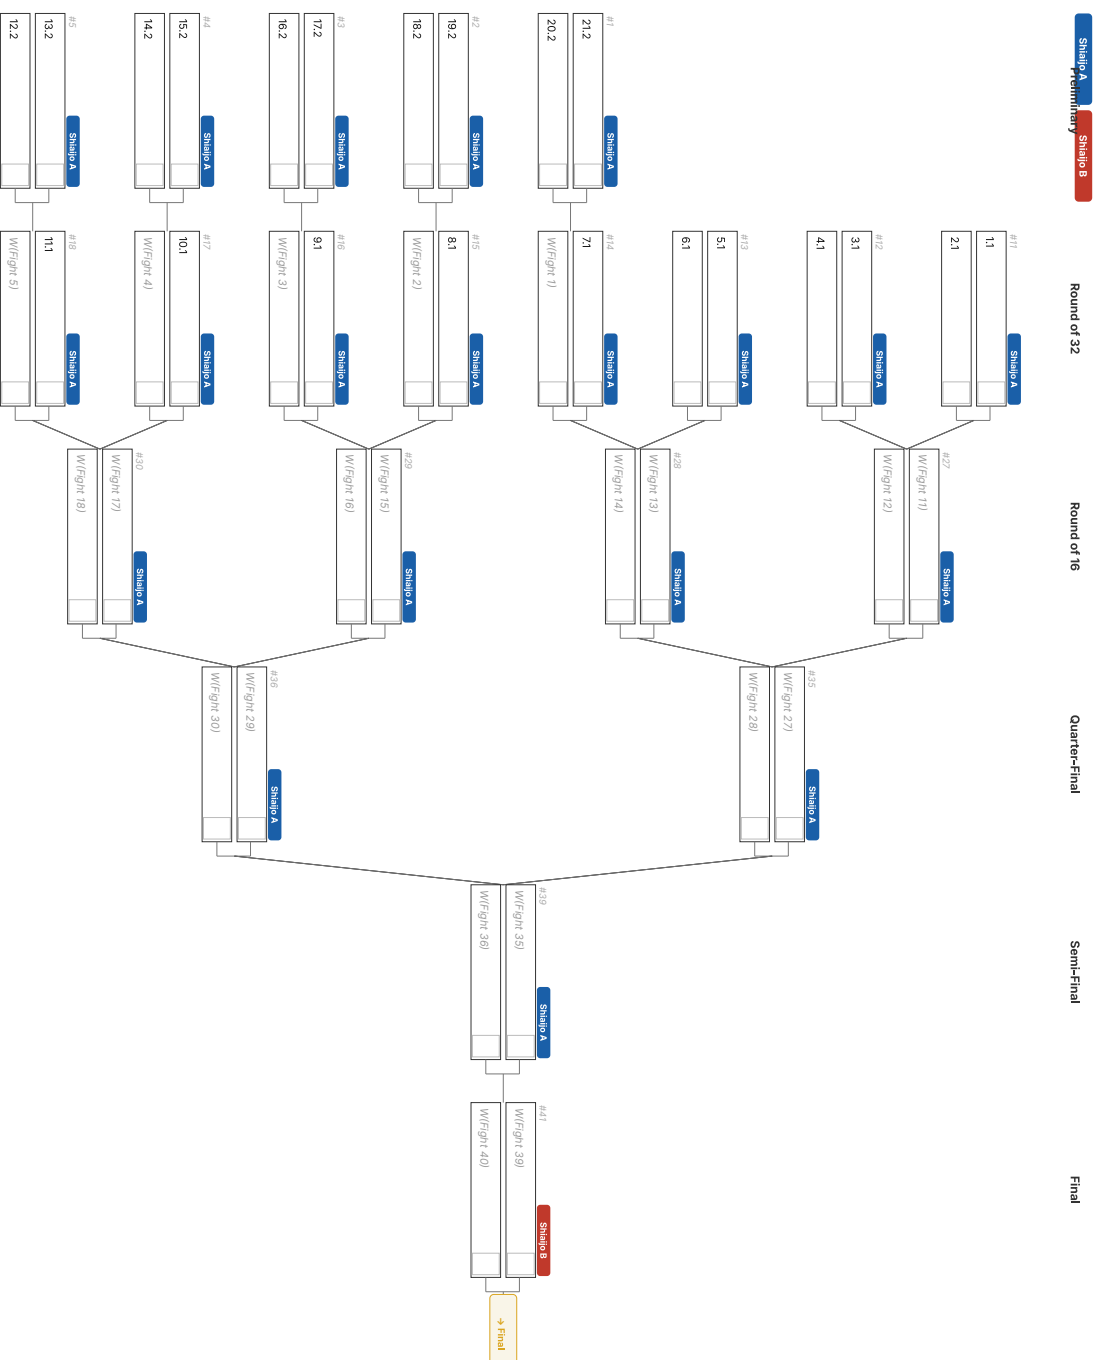 Shiaijo A
Shiaijo B
Preliminary
Round of 32
Round of 16
Quarter-Final
Semi-Final
Final
#1
Shiaijo A
21.2
20.2
#2
Shiaijo A
19.2
18.2
#3
Shiaijo A
17.2
16.2
#4
Shiaijo A
15.2
14.2
#5
Shiaijo A
13.2
12.2
#11
Shiaijo A
1.1
2.1
#12
Shiaijo A
3.1
4.1
#13
Shiaijo A
5.1
6.1
#14
Shiaijo A
7.1
W(Fight 1)
#15
Shiaijo A
8.1
W(Fight 2)
#16
Shiaijo A
9.1
W(Fight 3)
#17
Shiaijo A
10.1
W(Fight 4)
#18
Shiaijo A
11.1
W(Fight 5)
#27
Shiaijo A
W(Fight 11)
W(Fight 12)
#28
Shiaijo A
W(Fight 13)
W(Fight 14)
#29
Shiaijo A
W(Fight 15)
W(Fight 16)
#30
Shiaijo A
W(Fight 17)
W(Fight 18)
#35
Shiaijo A
W(Fight 27)
W(Fight 28)
#36
Shiaijo A
W(Fight 29)
W(Fight 30)
#39
Shiaijo A
W(Fight 35)
W(Fight 36)
#41
Shiaijo B
W(Fight 39)
W(Fight 40)
→ Final